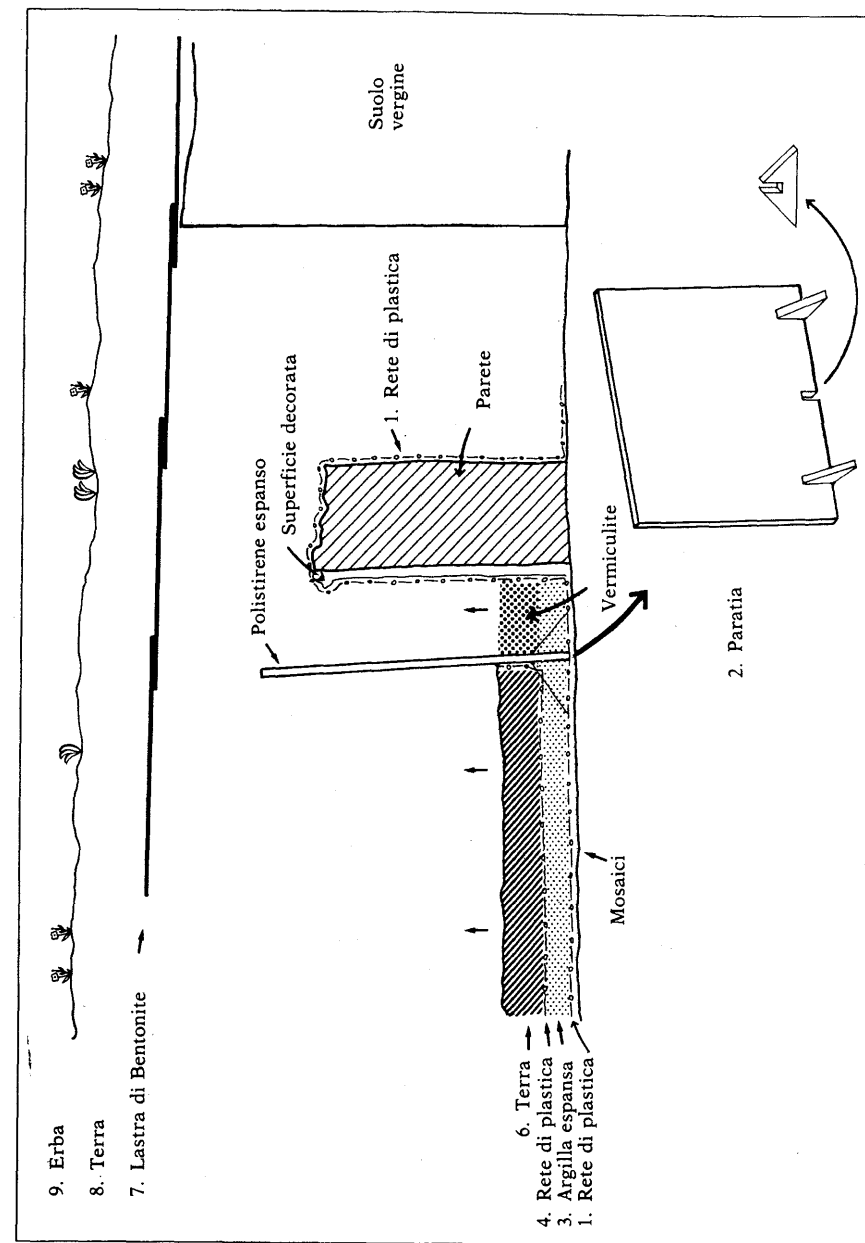 9. Erba
8. Terra
7. Lastra di Bentonite
Suolo
vergine
Polistirene espanso
Superficie decorata
1. Rete di plastica
Parete
6. Terra
4. Rete di plastica
3. Argilla espansa
1. Rete di plastica
Mosaici
Vermiculite
2. Paratia